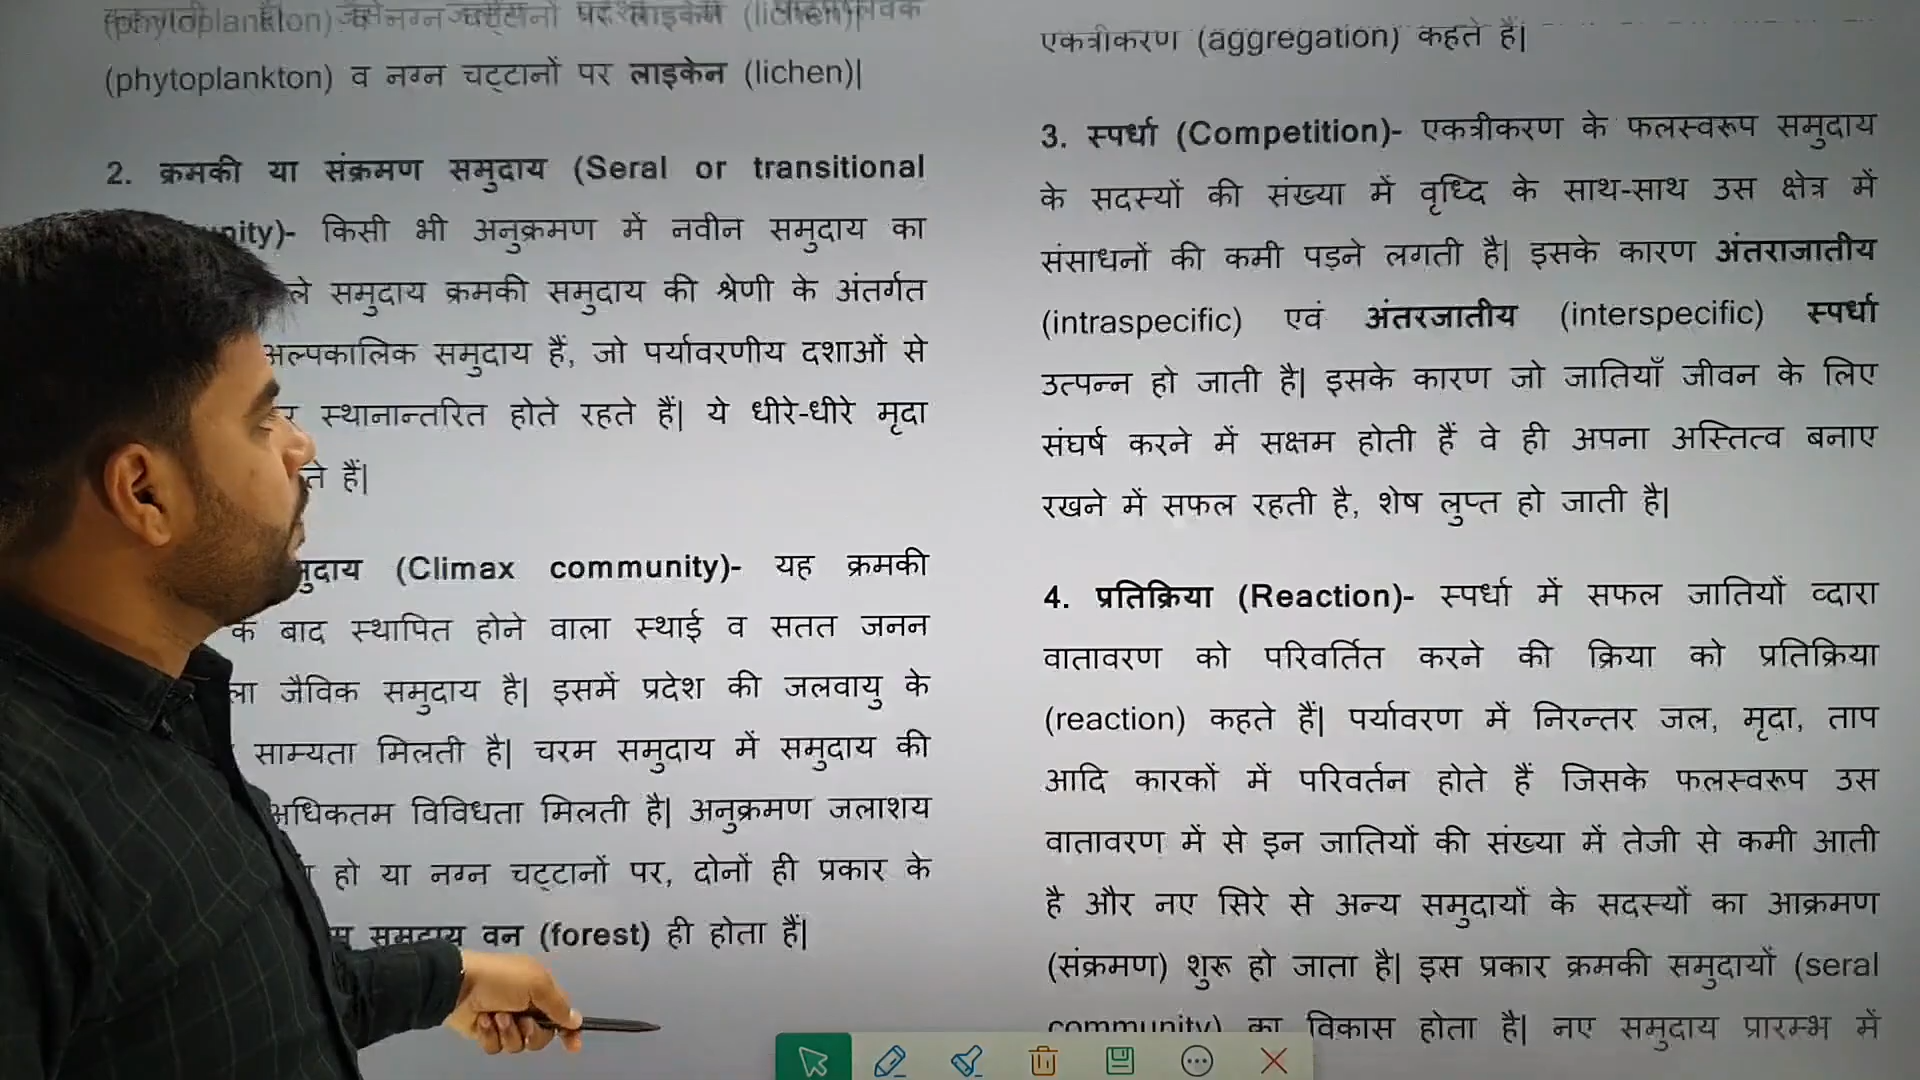 (phytoplankton) व नग्न चट्टानों पर लाइकेन (lichen)|
2. क्रमकी या संक्रमण समुदाय (Seral or transitional
किसी भी अनुक्रमण में नवीन समुदाय का
समुदाय क्रमकी समुदाय की श्रेणी के अंतर्गत
अल्पकालिक समुदाय हैं, जो पर्यावरणीय दशाओं से
स्थानान्तरित होते रहते हैं| ये धीरे-धीरे मृदा
हैं|
(Climax community)- यह क्रमकी
के बाद स्थापित होने वाला स्थाई व सतत जनन
जैविक समुदाय है| इसमें प्रदेश की जलवायु के
साम्यता मिलती है| चरम समुदाय में समुदाय की
अधिकतम विविधता मिलती है| अनुक्रमण जलाशय
हो या नग्न चट्टानों पर, दोनों ही प्रकार के
समुदाय वन (forest) ही होता हैं|
एकत्रीकरण (aggregation) कहते हैं|
3. स्पर्धा (Competition)- एकत्रीकरण के फलस्वरूप समुदाय
के सदस्यों की संख्या में वृध्दि के साथ-साथ उस क्षेत्र में
संसाधनों की कमी पड़ने लगती है| इसके कारण अंतराजातीय
(intraspecific) एवं अंतरजातीय (interspecific) स्पर्धा
उत्पन्न हो जाती है| इसके कारण जो जातियाँ जीवन के लिए
संघर्ष करने में सक्षम होती हैं वे ही अपना अस्तित्व बनाए
रखने में सफल रहती है, शेष लुप्त हो जाती है|
4. प्रतिक्रिया (Reaction)- स्पर्धा में सफल जातियों व्दारा
वातावरण को परिवर्तित करने की क्रिया को प्रतिक्रिया
(reaction) कहते हैं| पर्यावरण में निरन्तर जल, मृदा, ताप
आदि कारकों में परिवर्तन होते हैं जिसके फलस्वरूप उस
वातावरण में से इन जातियों की संख्या में तेजी से कमी आती
है और नए सिरे से अन्य समुदायों के सदस्यों का आक्रमण
(संक्रमण) शुरू हो जाता है| इस प्रकार क्रमकी समुदायों (seral
community) का विकास होता है| नए समुदाय प्रारम्भ में